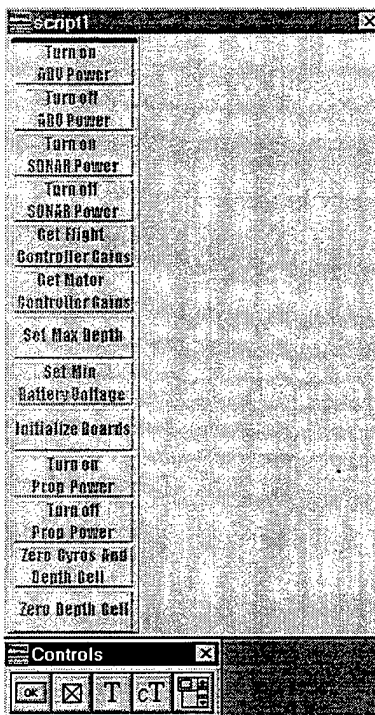 script1
Turn on
ADV Power
Turn off
ADV Power
Turn on
SONAR Power
Turn off
SONAR Power
Get Flight
Controller Gains
Get Motor
Controller Gains
Set Max Depth
Set Min
Battery Voltage
Initialize Boards
Turn on
Prop Power
Turn off
Prop Power
Zero Gyros And
Depth Cell
Zero Depth Cell
Controls
OK T cT